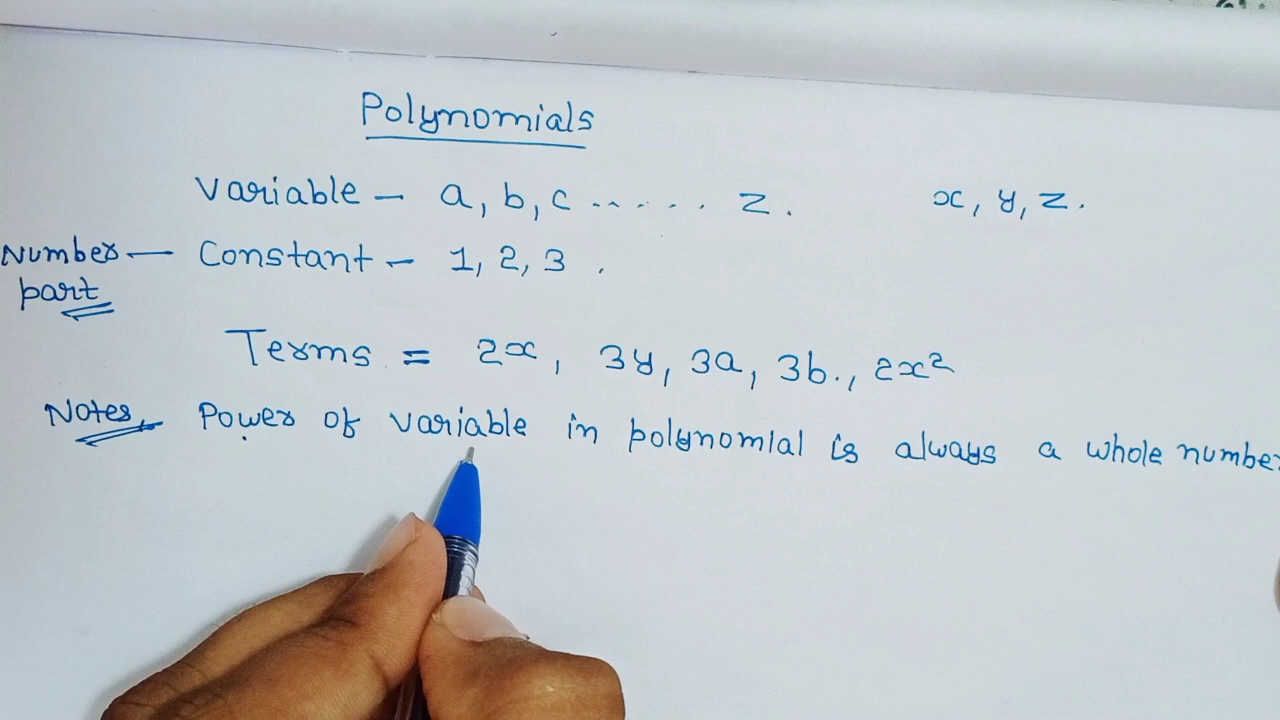 Polynomials
Variable - a, b, c ...... z. x, y, z.
Number - Constant - 1, 2, 3 .
part
Terms = 2x, 3y, 3a, 3b., 2x²
Notes, Power of variable in polynomial is always a whole number